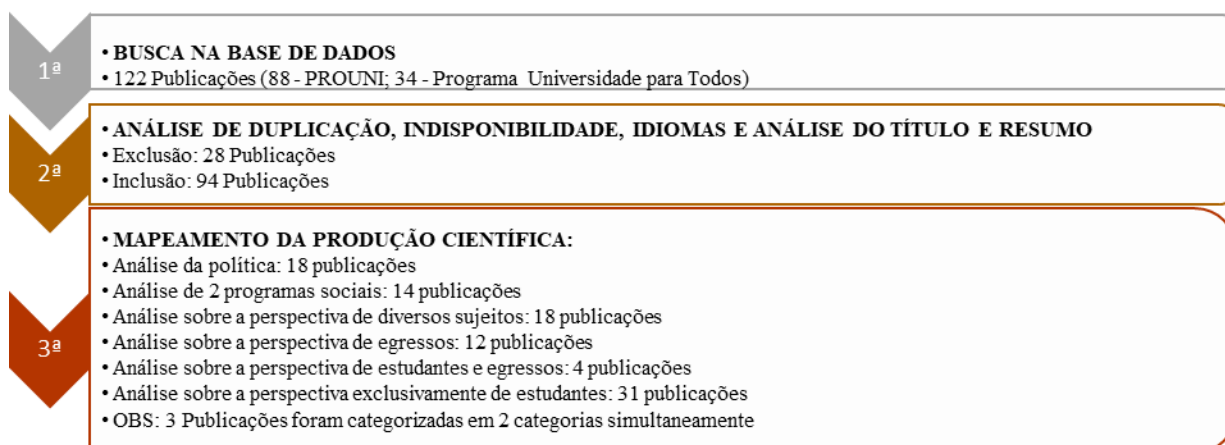 1ª
• BUSCA NA BASE DE DADOS
• 122 Publicações (88 - PROUNI; 34 - Programa Universidade para Todos)
2ª
• ANÁLISE DE DUPLICAÇÃO, INDISPONIBILIDADE, IDIOMAS E ANÁLISE DO TÍTULO E RESUMO
• Exclusão: 28 Publicações
• Inclusão: 94 Publicações
3ª
• MAPEAMENTO DA PRODUÇÃO CIENTÍFICA:
• Análise da política: 18 publicações
• Análise de 2 programas sociais: 14 publicações
• Análise sobre a perspectiva de diversos sujeitos: 18 publicações
• Análise sobre a perspectiva de egressos: 12 publicações
• Análise sobre a perspectiva de estudantes e egressos: 4 publicações
• Análise sobre a perspectiva exclusivamente de estudantes: 31 publicações
• OBS: 3 Publicações foram categorizadas em 2 categorias simultaneamente